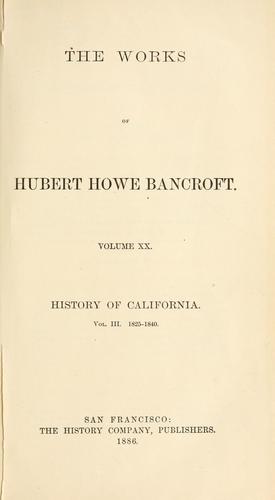 THE WORKS
OF
HUBERT HOWE BANCROFT.
VOLUME XX.
HISTORY OF CALIFORNIA.
VOL. III. 1825-1840.
SAN FRANCISCO:
THE HISTORY COMPANY, PUBLISHERS.
1886.